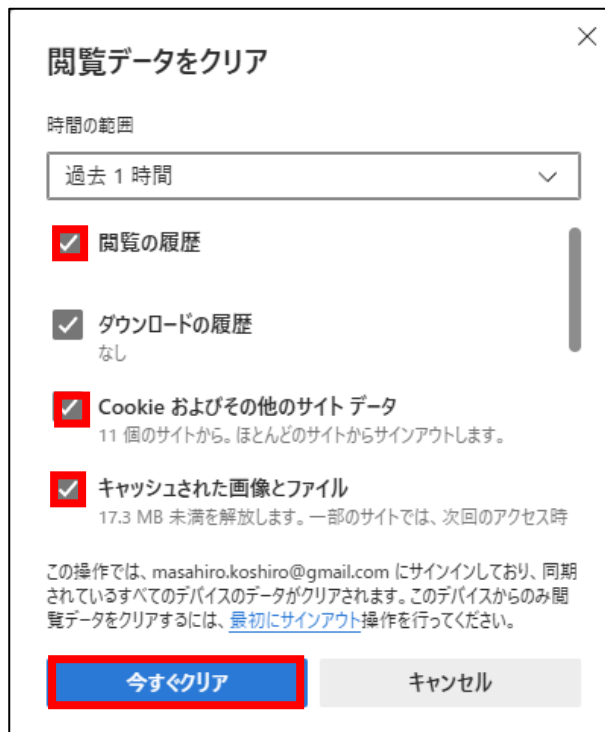 閲覧データをクリア
時間の範囲
過去 1 時間
閲覧の履歴
ダウンロードの履歴
なし
Cookie およびその他のサイト データ
11 個のサイトから。ほとんどのサイトからサインアウトします。
キャッシュされた画像とファイル
17.3 MB 未満を解放します。一部のサイトでは、次回のアクセス時
この操作では、masahiro.koshiro@gmail.com にサインインしており、同期
されているすべてのデバイスのデータがクリアされます。このデバイスからのみ閲
覧データをクリアするには、最初にサインアウト操作を行ってください。
今すぐクリア
キャンセル